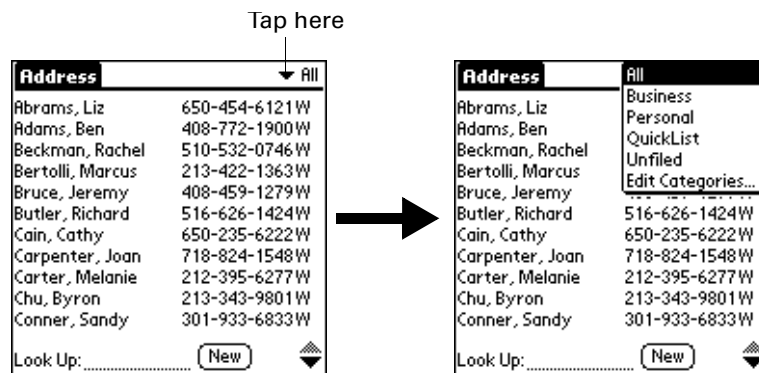 Tap here
Address All
Abrams, Liz 650-454-6121W
Adams, Ben 408-772-1900W
Beckman, Rachel 510-532-0746W
Bertolli, Marcus 213-422-1363W
Bruce, Jeremy 408-459-1279W
Butler, Richard 516-626-1424W
Cain, Cathy 650-235-6222W
Carpenter, Joan 718-824-1548W
Carter, Melanie 212-395-6277W
Chu, Byron 213-343-9801W
Conner, Sandy 301-933-6833W
Look Up: New
Address All
Abrams, Liz Business
Adams, Ben Personal
Beckman, Rachel QuickList
Bertolli, Marcus Unfiled
Bruce, Jeremy Edit Categories...
Butler, Richard 516-626-1424W
Cain, Cathy 650-235-6222W
Carpenter, Joan 718-824-1548W
Carter, Melanie 212-395-6277W
Chu, Byron 213-343-9801W
Conner, Sandy 301-933-6833W
Look Up: New